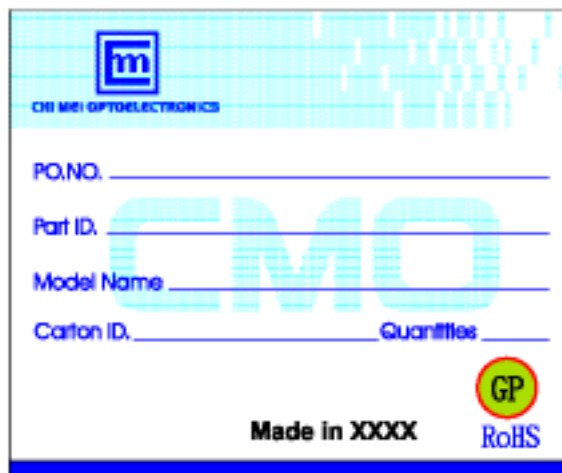 m
CHI MEI OPTOELECTRONICS
CMO
PO.NO.
Part ID.
Model Name
Carton ID. Quantities
GP
Made in XXXX RoHS